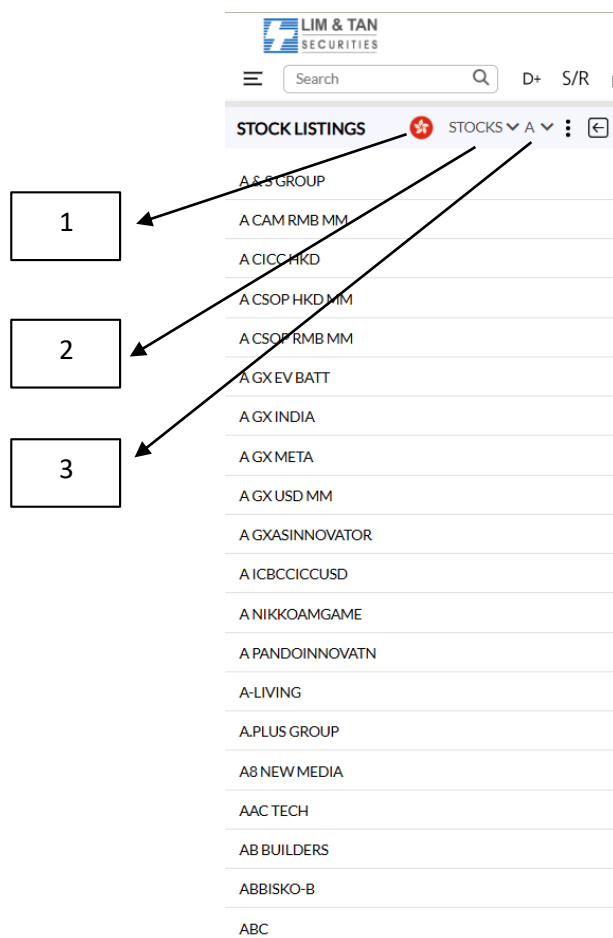 LIM & TAN
SECURITIES
Search D+ S/R
STOCK LISTINGS STOCKS A
A & S GROUP
1
A CAM RMB MM
A CICC HKD
A CSOP HKD MM
2
A CSOP RMB MM
A GX EV BATT
A GX INDIA
3
A GX META
A GX USD MM
A GXASINNOVATOR
A ICBCCICCUSD
A NIKKOAMGAME
A PANDOINNOVATN
A-LIVING
A.PLUS GROUP
A8 NEW MEDIA
AAC TECH
AB BUILDERS
ABBISKO-B
ABC